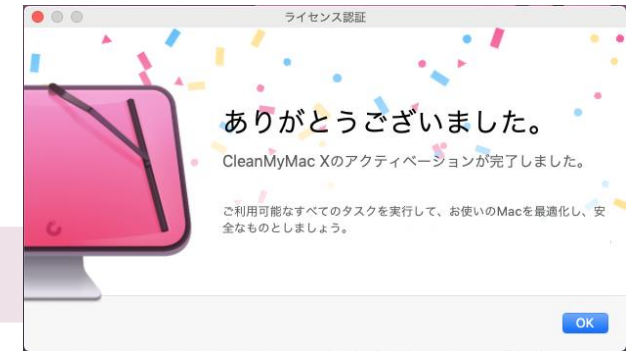 ライセンス認証
ありがとうございました。
CleanMyMac Xのアクティベーションが完了しました。
ご利用可能なすべてのタスクを実行して、お使いのMacを最適化し、安
全なものとしましょう。
OK